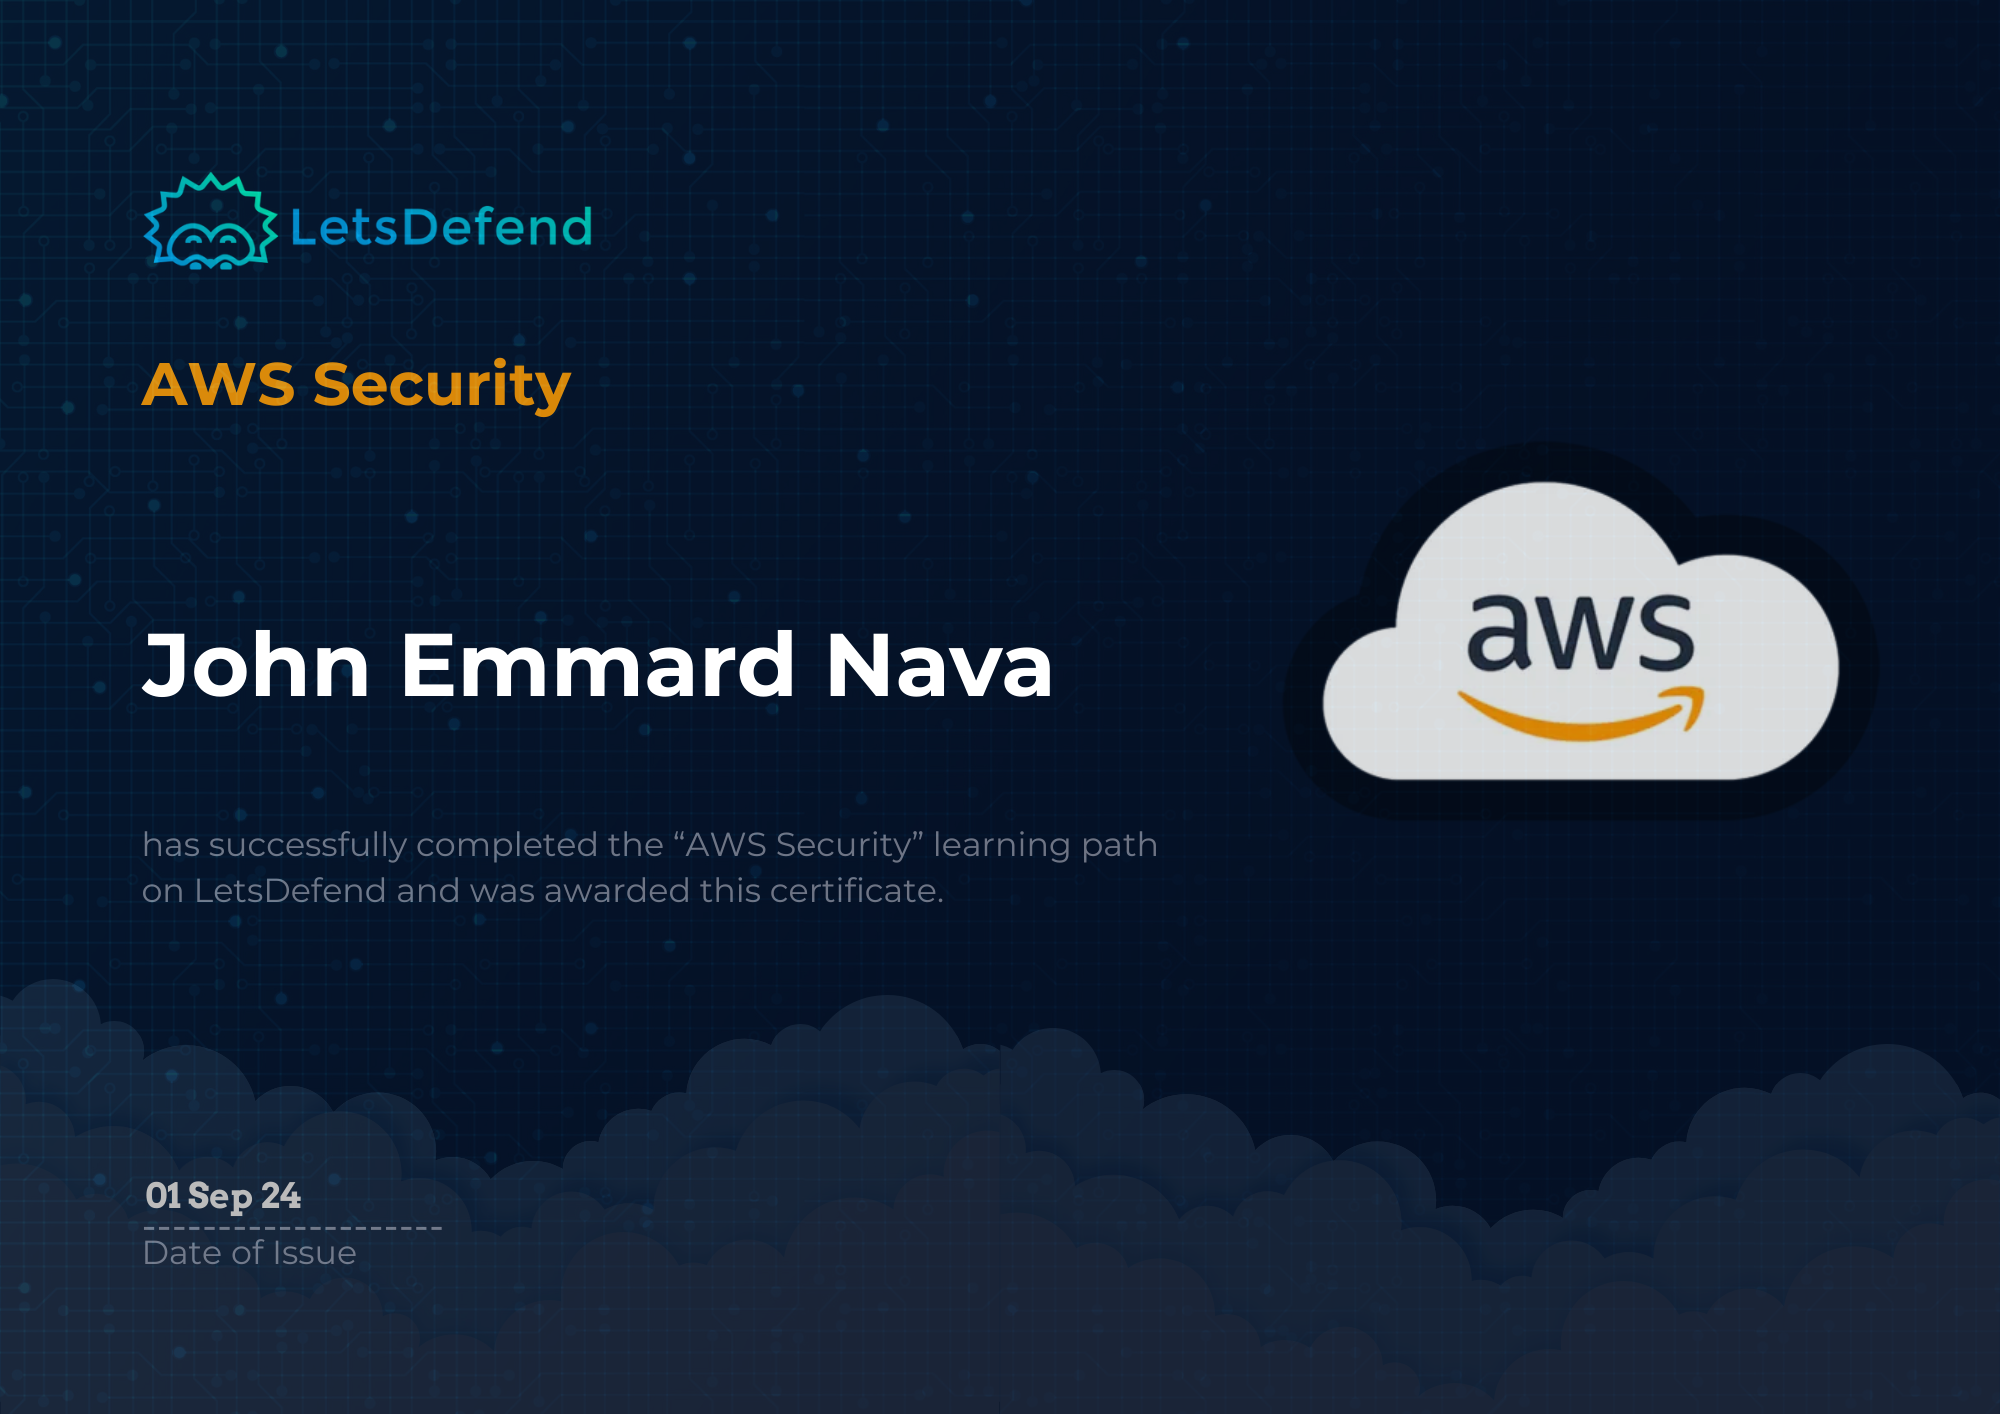 LetsDefend
AWS Security
John Emmard Nava
aws
has successfully completed the “AWS Security” learning path
on LetsDefend and was awarded this certificate.
01 Sep 24
Date of Issue